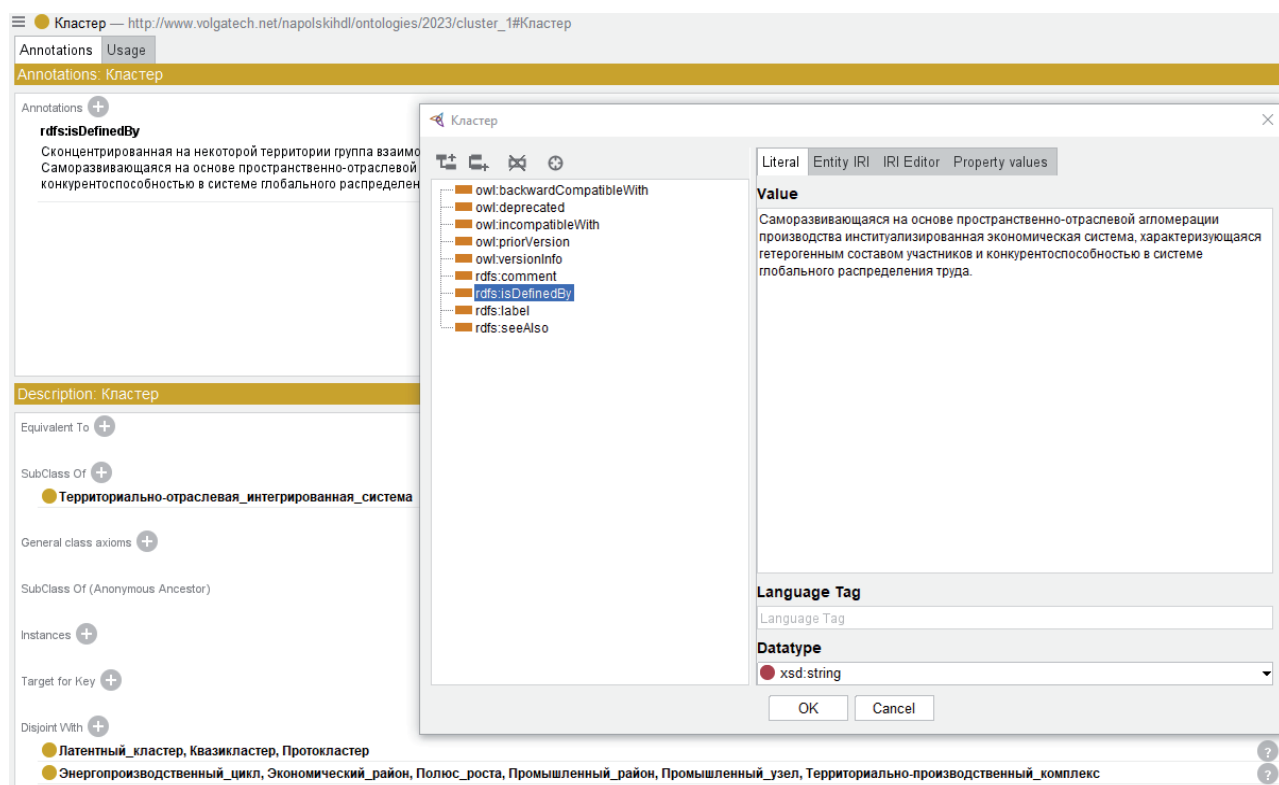 Кластер — http://www.volgatech.net/napolskihdl/ontologies/2023/cluster_1#Кластер
Annotations Usage
Annotations: Кластер
Annotations
rdfs:isDefinedBy
Сконцентрированная на некоторой территории группа взаимо
Саморазвивающаяся на основе пространственно-отраслевой
конкурентоспособностью в системе глобального распределен
Description: Кластер
Equivalent To
SubClass Of
Территориально-отраслевая_интегрированная_система
General class axioms
SubClass Of (Anonymous Ancestor)
Instances
Target for Key
Disjoint With
Латентный_кластер, Квазикластер, Протокластер
Энергопроизводственный_цикл, Экономический_район, Полюс_роста, Промышленный_район, Промышленный_узел, Территориально-производственный_комплекс
Кластер
owl:backwardCompatibleWith
owl:deprecated
owl:incompatibleWith
owl:priorVersion
owl:versionInfo
rdfs:comment
rdfs:isDefinedBy
rdfs:label
rdfs:seeAlso
Literal Entity IRI IRI Editor Property values
Value
Саморазвивающаяся на основе пространственно-отраслевой агломерации
производства институализированная экономическая система, характеризующаяся
гетерогенным составом участников и конкурентоспособностью в системе
глобального распределения труда.
Language Tag
Language Tag
Datatype
xsd:string
OK Cancel